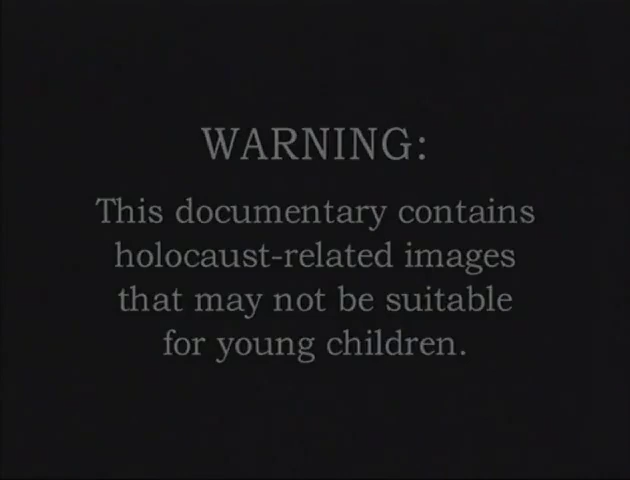 WARNING:
This documentary contains
holocaust-related images
that may not be suitable
for young children.